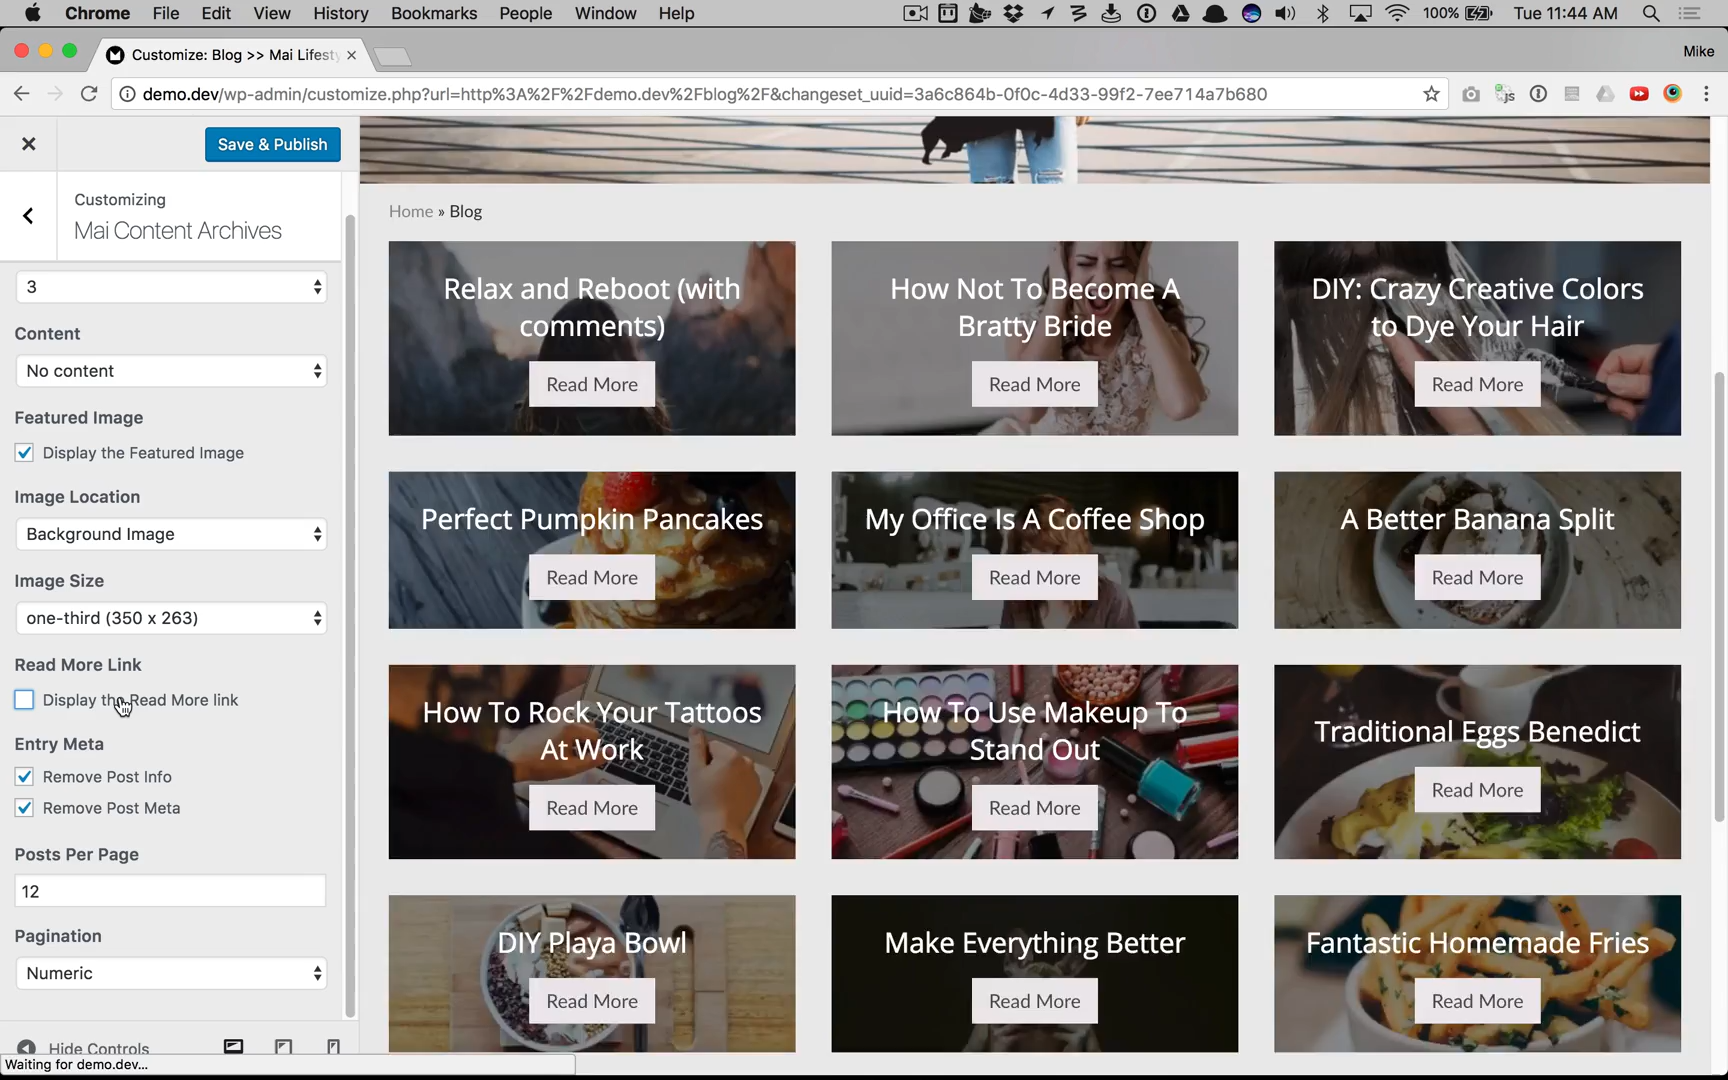 Chrome File Edit View History Bookmarks People Window Help 100% Tue 11:44 AM
Customize: Blog >> Mai Lifesty Mike
demo.dev/wp-admin/customize.php?url=http%3A%2F%2Fdemo.dev%2Fblog%2F&changeset_uuid=3a6c864b-0f0c-4d33-99f2-7ee714a7b680
Save & Publish
Customizing
Mai Content Archives
3
Content
No content
Featured Image
Display the Featured Image
Image Location
Background Image
Image Size
one-third (350 x 263)
Read More Link
Display the Read More link
Entry Meta
Remove Post Info
Remove Post Meta
Posts Per Page
12
Pagination
Numeric
Hide Controls
Waiting for demo.dev...
Home » Blog
Relax and Reboot (with
comments)
Read More
How Not To Become A
Bratty Bride
Read More
DIY: Crazy Creative Colors
to Dye Your Hair
Read More
Perfect Pumpkin Pancakes
Read More
My Office Is A Coffee Shop
Read More
A Better Banana Split
Read More
How To Rock Your Tattoos
At Work
Read More
How To Use Makeup To
Stand Out
Read More
Traditional Eggs Benedict
Read More
DIY Playa Bowl
Read More
Make Everything Better
Read More
Fantastic Homemade Fries
Read More